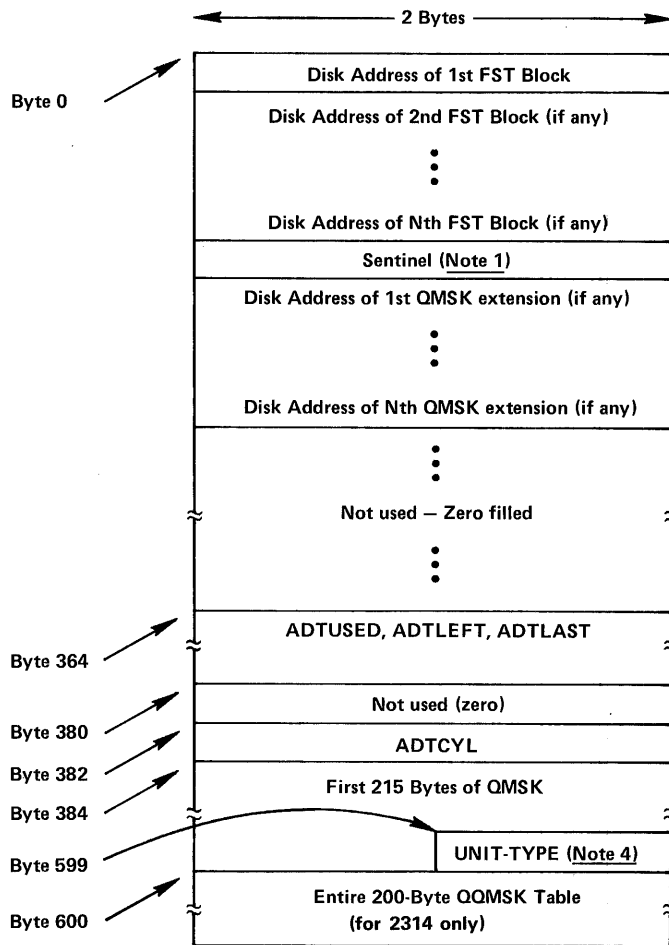 2 Bytes
Byte 0
Disk Address of 1st FST Block
Disk Address of 2nd FST Block (if any)
Disk Address of Nth FST Block (if any)
Sentinel (Note 1)
Disk Address of 1st QMSK extension (if any)
Disk Address of Nth QMSK extension (if any)
Not used — Zero filled
Byte 364
ADTUSED, ADTLEFT, ADTLAST
Byte 380
Not used (zero)
Byte 382
ADTCYL
Byte 384
First 215 Bytes of QMSK
Byte 599
UNIT-TYPE (Note 4)
Byte 600
Entire 200-Byte QQMSK Table
(for 2314 only)